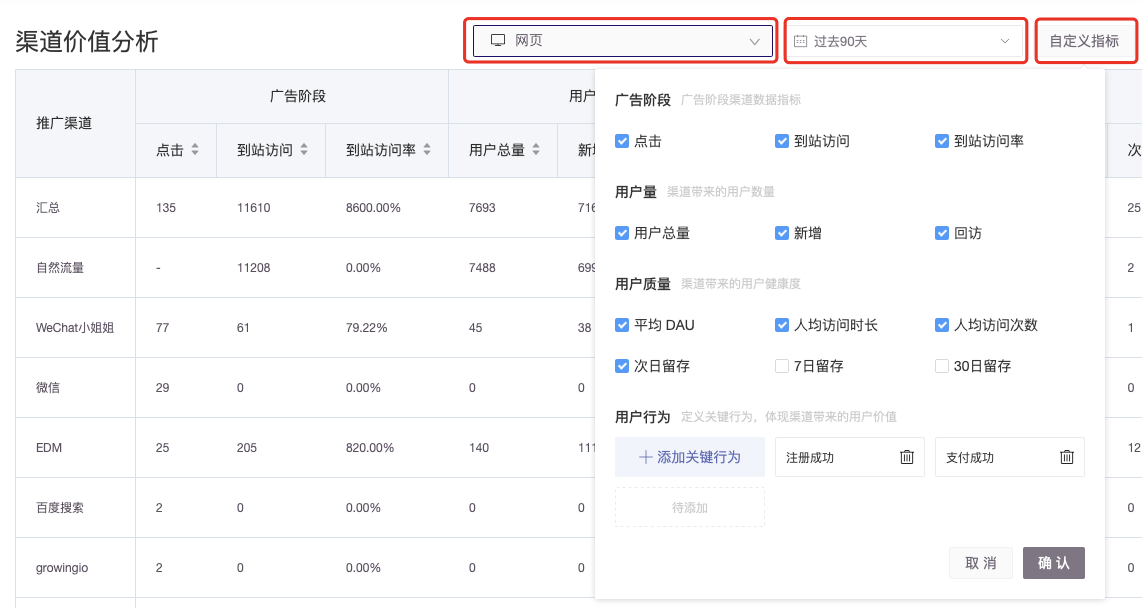 渠道价值分析
网页
过去90天
自定义指标
推广渠道
广告阶段
用户
点击
到站访问
到站访问率
用户总量
次
汇总
135
11610
8600.00%
7693
716
25
自然流量
-
11208
0.00%
7488
699
2
WeChat小姐姐
77
61
79.22%
45
38
1
微信
29
0
0.00%
0
0
0
EDM
25
205
820.00%
140
111
12
百度搜索
2
0
0.00%
0
0
0
growingio
2
0
0.00%
0
0
0
广告阶段 广告阶段渠道数据指标
点击
到站访问
到站访问率
用户量 渠道带来的用户数量
用户总量
新增
回访
用户质量 渠道带来的用户健康度
平均 DAU
人均访问时长
人均访问次数
次日留存
7日留存
30日留存
用户行为 定义关键行为，体现渠道带来的用户价值
添加关键行为
注册成功
支付成功
待添加
取 消
确 认